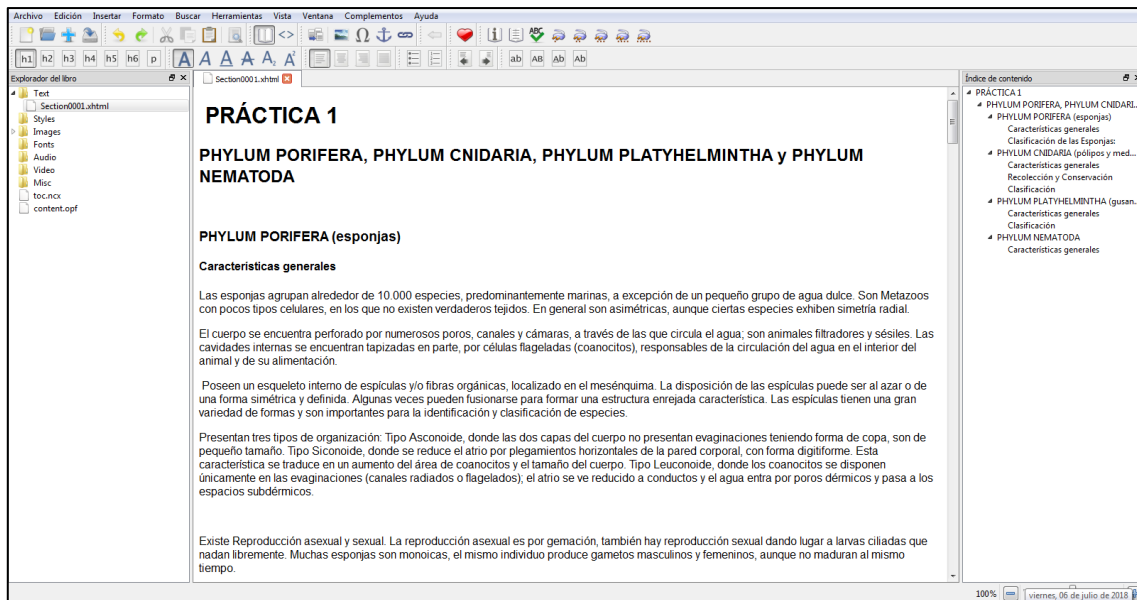 Archivo Edición Insertar Formato Buscar Herramientas Vista Ventana Complementos Ayuda
h1 h2 h3 h4 h5 h6 p A A A A A₂ A² ab AB Ab Ab
Explorador del libro
Text
Section0001.xhtml
Styles
Images
Fonts
Audio
Video
Misc
toc.ncx
content.opf
Section0001.xhtml
PRÁCTICA 1
PHYLUM PORIFERA, PHYLUM CNIDARIA, PHYLUM PLATYHELMINTHA y PHYLUM
NEMATODA
PHYLUM PORIFERA (esponjas)
Características generales
Las esponjas agrupan alrededor de 10.000 especies, predominantemente marinas, a excepción de un pequeño grupo de agua dulce. Son Metazoos
con pocos tipos celulares, en los que no existen verdaderos tejidos. En general son asimétricas, aunque ciertas especies exhiben simetría radial.
El cuerpo se encuentra perforado por numerosos poros, canales y cámaras, a través de las que circula el agua; son animales filtradores y sésiles. Las
cavidades internas se encuentran tapizadas en parte, por células flageladas (coanocitos), responsables de la circulación del agua en el interior del
animal y de su alimentación.
Poseen un esqueleto interno de espículas y/o fibras orgánicas, localizado en el mesénquima. La disposición de las espículas puede ser al azar o de
una forma simétrica y definida. Algunas veces pueden fusionarse para formar una estructura enrejada característica. Las espículas tienen una gran
variedad de formas y son importantes para la identificación y clasificación de especies.
Presentan tres tipos de organización: Tipo Asconoide, donde las dos capas del cuerpo no presentan evaginaciones teniendo forma de copa, son de
pequeño tamaño. Tipo Siconoide, donde se reduce el atrio por plegamientos horizontales de la pared corporal, con forma digitiforme. Esta
característica se traduce en un aumento del área de coanocitos y el tamaño del cuerpo. Tipo Leuconoide, donde los coanocitos se disponen
únicamente en las evaginaciones (canales radiados o flagelados); el atrio se ve reducido a conductos y el agua entra por poros dérmicos y pasa a los
espacios subdérmicos.
Existe Reproducción asexual y sexual. La reproducción asexual es por gemación, también hay reproducción sexual dando lugar a larvas ciliadas que
nadan libremente. Muchas esponjas son monoicas, el mismo individuo produce gametos masculinos y femeninos, aunque no maduran al mismo
tiempo.
Índice de contenido
PRÁCTICA 1
PHYLUM PORIFERA, PHYLUM CNIDARI...
PHYLUM PORIFERA (esponjas)
Características generales
Clasificación de las Esponjas:
PHYLUM CNIDARIA (pólipos y med...
Características generales
Recolección y Conservación
Clasificación
PHYLUM PLATYHELMINTHA (gusan...
Características generales
Clasificación
PHYLUM NEMATODA
Características generales
100%
viernes, 06 de julio de 2018